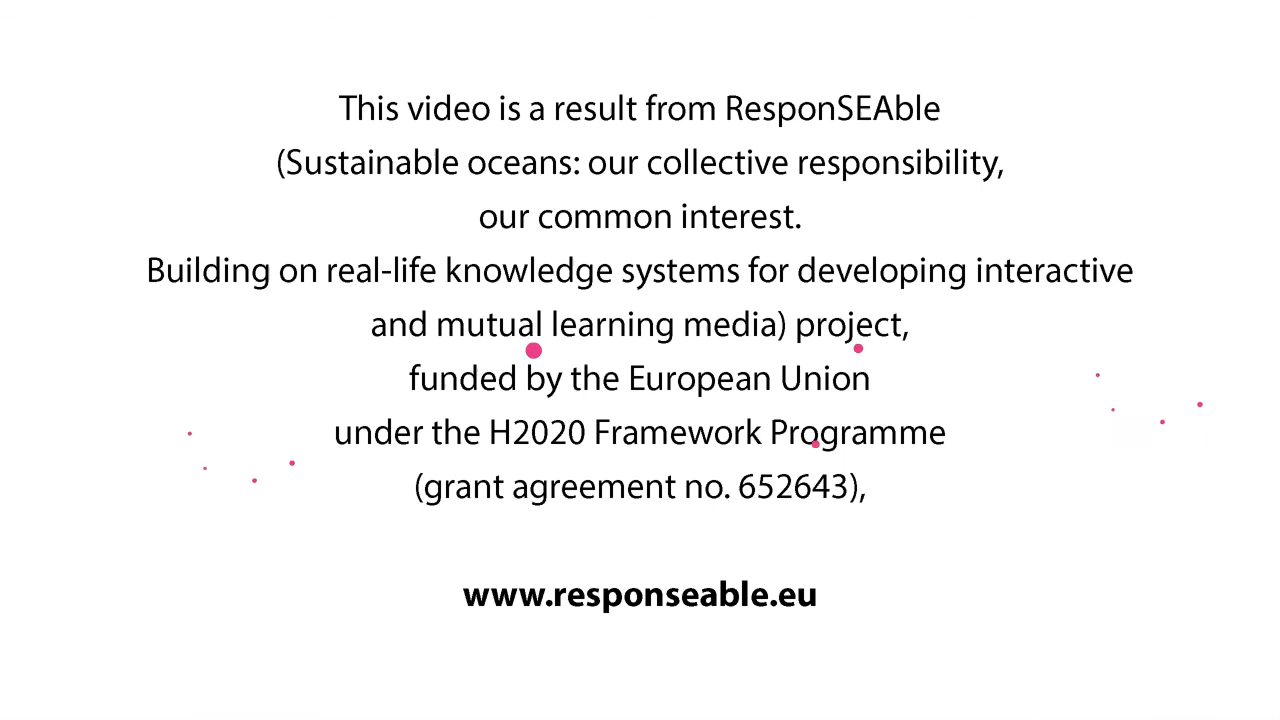 This video is a result from ResponSEAble
(Sustainable oceans: our collective responsibility,
our common interest.
Building on real-life knowledge systems for developing interactive
and mutual learning media) project,
funded by the European Union
under the H2020 Framework Programme
(grant agreement no. 652643),
www.responseable.eu